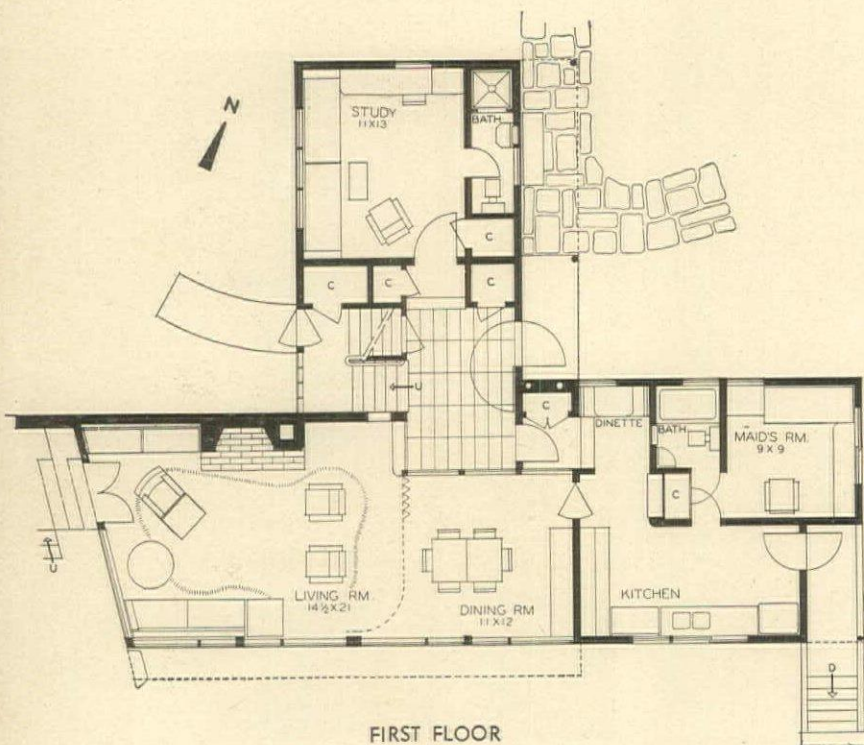 N
STUDY
11X13
BATH
C
C
C
C
U
C
DINETTE
BATH
MAID'S RM.
9 X 9
C
U
LIVING RM.
14½X21
DINING RM
11X12
KITCHEN
D
FIRST FLOOR